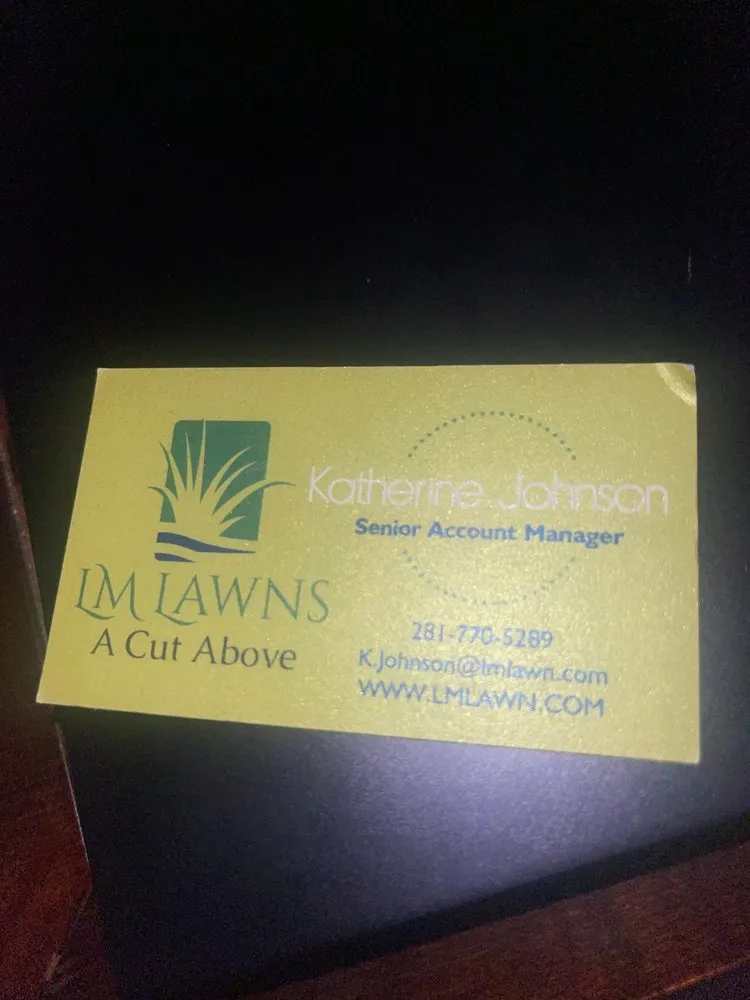 LM LAWNS
A Cut Above
Katherine Johnson
Senior Account Manager
281-770-5289
K.Johnson@lmlawn.com
WWW.LMLAWN.COM